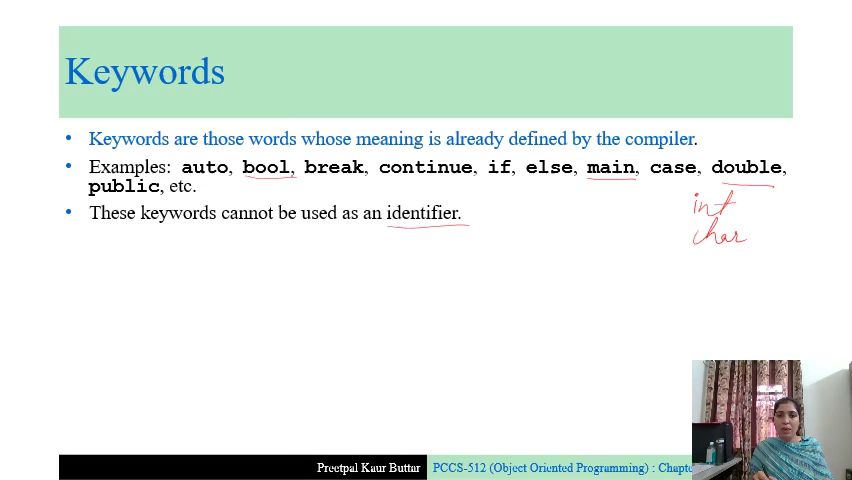 Keywords
• Keywords are those words whose meaning is already defined by the compiler.
• Examples: auto, bool, break, continue, if, else, main, case, double,
public, etc.
• These keywords cannot be used as an identifier.
int
char
Preetpal Kaur Buttar
PCCS-512 (Object Oriented Programming) : Chapte